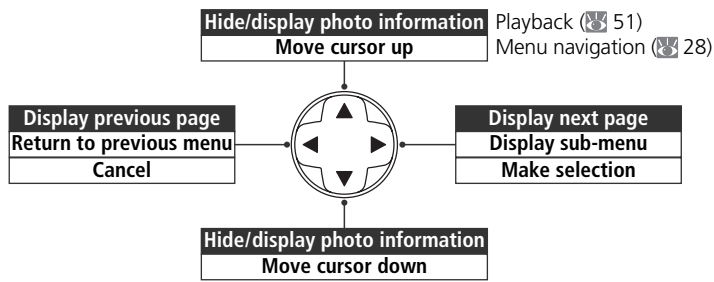 Hide/display photo information Playback (51)
Move cursor up Menu navigation (28)
Display previous page
Return to previous menu
Cancel
Display next page
Display sub-menu
Make selection
Hide/display photo information
Move cursor down